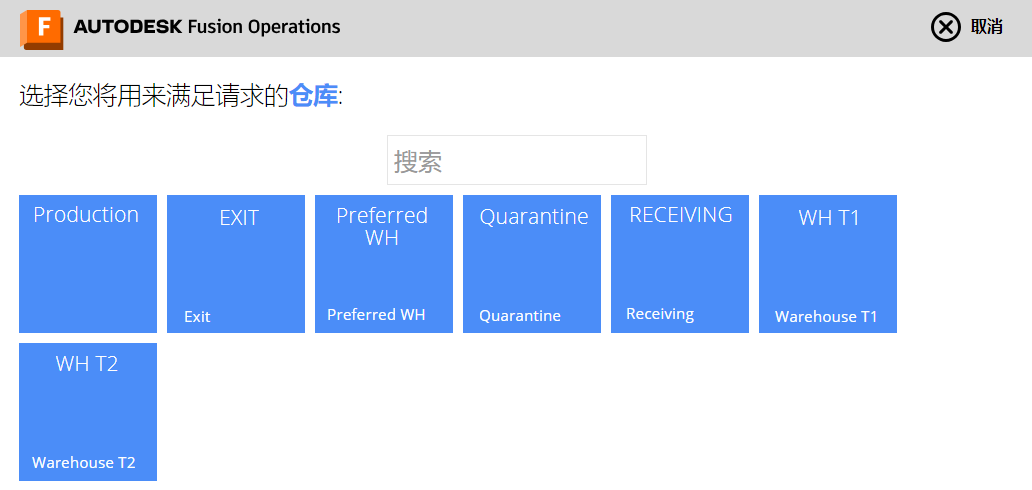 AUTODESK Fusion Operations
取消
选择您将用来满足请求的仓库:
搜索
Production
EXIT
Exit
Preferred
WH
Preferred WH
Quarantine
Quarantine
RECEIVING
Receiving
WH T1
Warehouse T1
WH T2
Warehouse T2